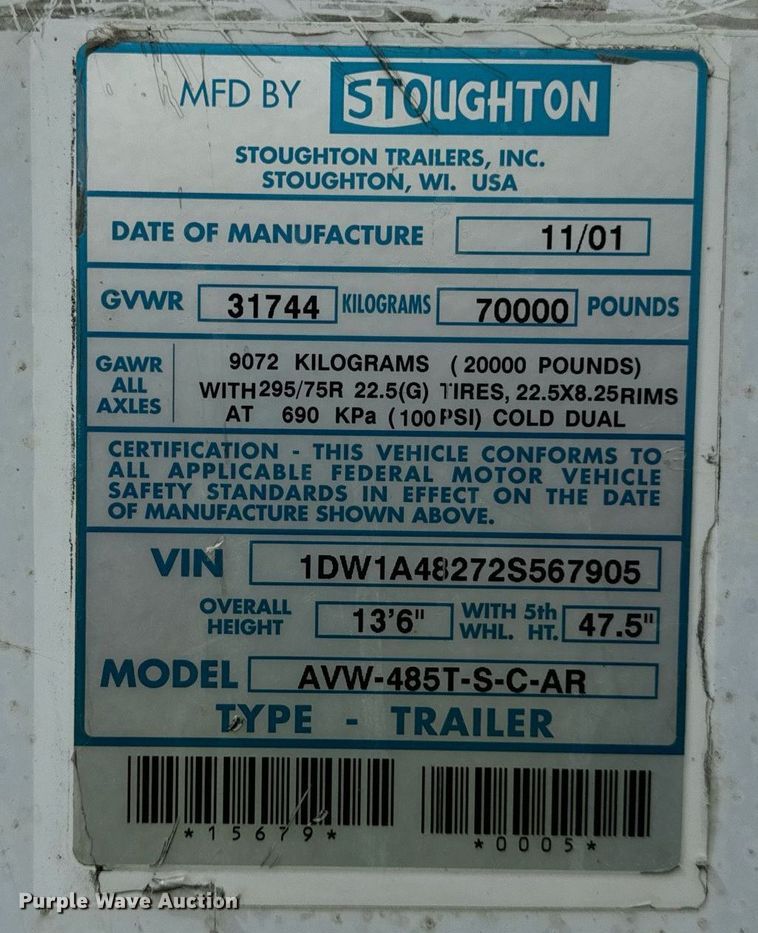 MFD BY STOUGHTON
STOUGHTON TRAILERS, INC.
STOUGHTON, WI. USA
DATE OF MANUFACTURE 11/01
GVWR 31744 KILOGRAMS 70000 POUNDS
GAWR ALL AXLES
9072 KILOGRAMS (20000 POUNDS)
WITH 295/75R 22.5(G) TIRES, 22.5X8.25RIMS
AT 690 KPa (100 PSI) COLD DUAL
CERTIFICATION - THIS VEHICLE CONFORMS TO
ALL APPLICABLE FEDERAL MOTOR VEHICLE
SAFETY STANDARDS IN EFFECT ON THE DATE
OF MANUFACTURE SHOWN ABOVE.
VIN 1DW1A48272S567905
OVERALL HEIGHT 13'6" WITH 5th WHL. HT. 47.5"
MODEL AVW-485T-S-C-AR
TYPE - TRAILER
*15679*
*0005*
Purple Wave Auction